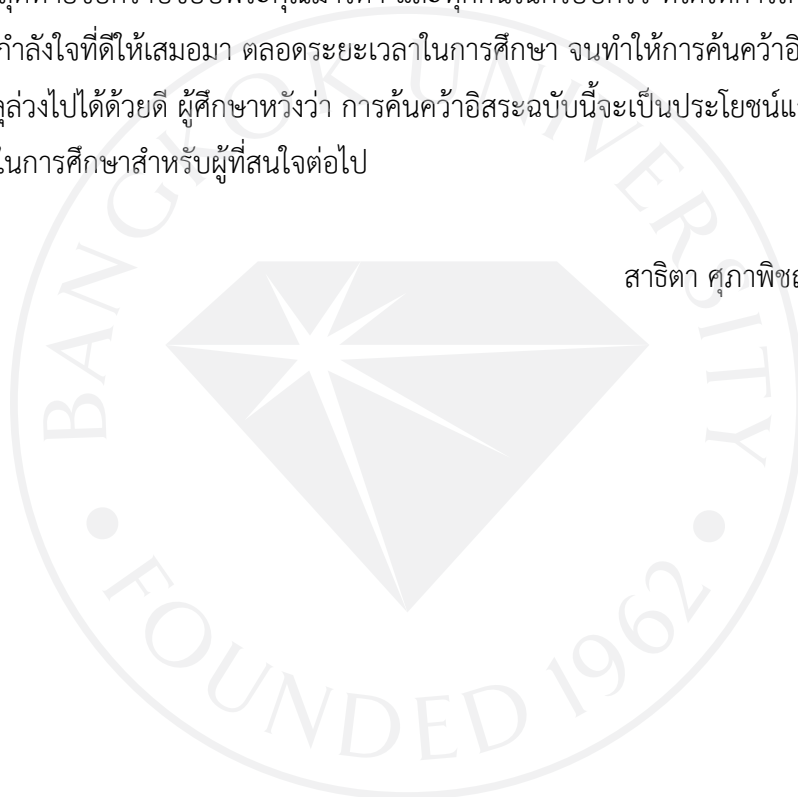 กำลังใจที่ดีให้เสมอมา ตลอดระยะเวลาในการศึกษา จนทำให้การค้นคว้าอิ
ล่วงไปได้ด้วยดี ผู้ศึกษาหวังว่า การค้นคว้าอิสระฉบับนี้จะเป็นประโยชน์แ
ในการศึกษาสำหรับผู้ที่สนใจต่อไป
สาธิตา ศุภาพิช
BANGKOK UNIVERSITY
FOUNDED 1962